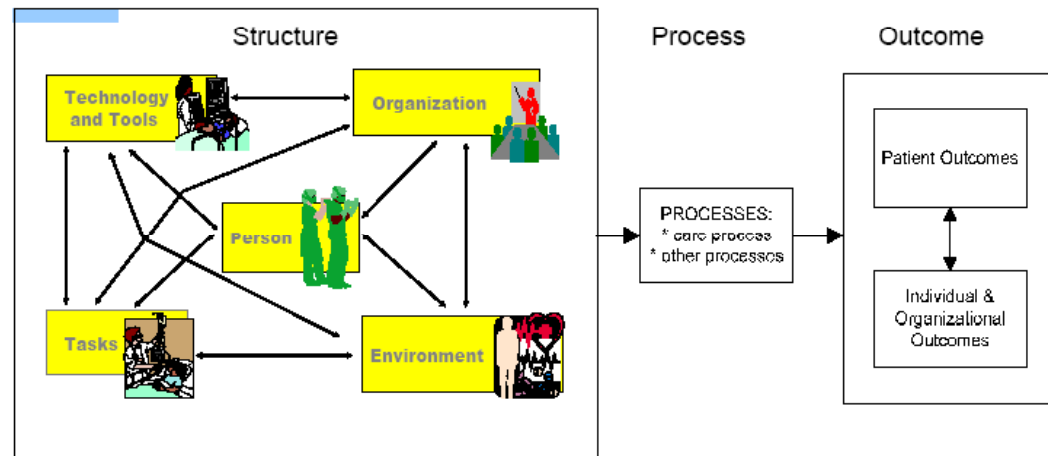 Structure
Process
Outcome
Technology
and Tools
Organization
Person
Tasks
Environment
PROCESSES:
* care process
* other processes
Patient Outcomes
Individual &
Organizational
Outcomes